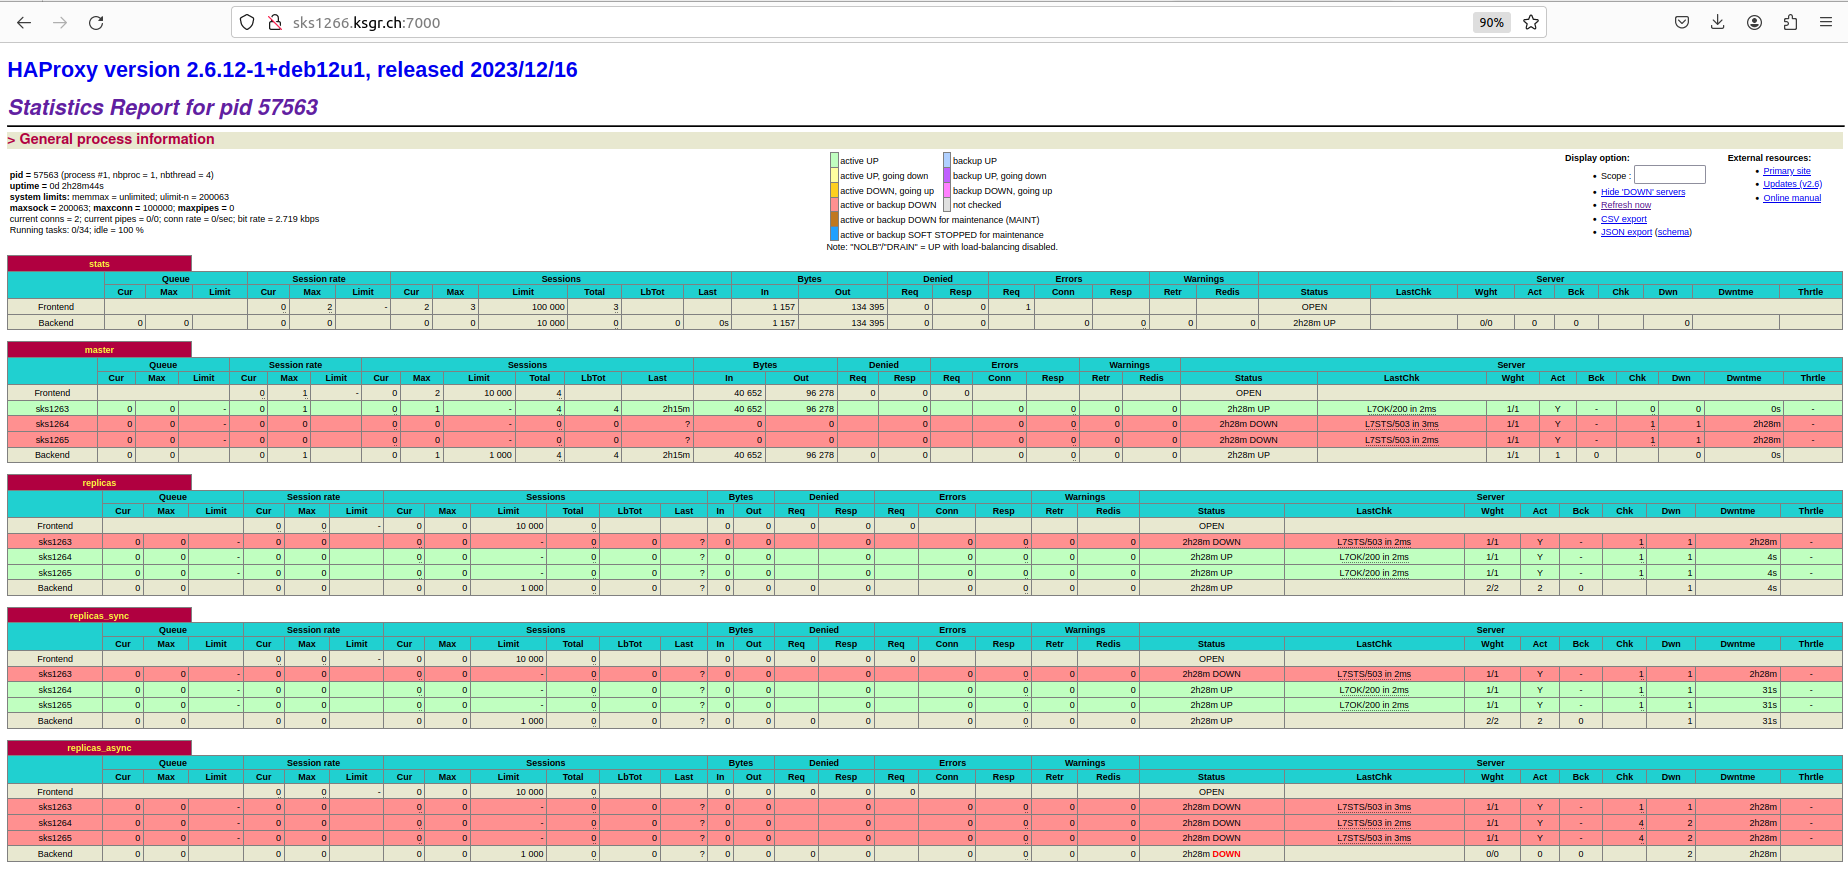 sks1266.ksgr.ch:7000
90%
HAProxy version 2.6.12-1+deb12u1, released 2023/12/16
Statistics Report for pid 57563
> General process information
pid = 57563 (process #1, nbproc = 1, nbthread = 4)
uptime = 0d 2h28m44s
system limits: memmax = unlimited; ulimit-n = 200063
maxsock = 200063; maxconn = 100000; maxpipes = 0
current conns = 2; current pipes = 0/0; conn rate = 0/sec; bit rate = 2.719 kbps
Running tasks: 0/34; idle = 100 %
active UP backup UP
active UP, going down backup UP, going down
active DOWN, going up backup DOWN, going up
active or backup DOWN not checked
active or backup DOWN for maintenance (MAINT)
active or backup SOFT STOPPED for maintenance
Note: "NOLB"/"DRAIN" = UP with load-balancing disabled.
Display option:
• Scope :
• Hide 'DOWN' servers
• Refresh now
• CSV export
• JSON export (schema)
External resources:
• Primary site
• Updates (v2.6)
• Online manual
stats
Queue Session rate Sessions Bytes Denied Errors Warnings Server
Cur Max Limit Cur Max Limit Cur Max Limit Total LbTot Last In Out Req Resp Req Conn Resp Retr Redis Status LastChk Wght Act Bck Chk Dwn Dwntme Thrtle
Frontend 0 2 - 2 3 100 000 3 1 157 134 395 0 0 1 OPEN
Backend 0 0 0 0 0 0 10 000 0 0 0s 1 157 134 395 0 0 0 0 0 0 2h28m UP 0/0 0 0 0
master
Queue Session rate Sessions Bytes Denied Errors Warnings Server
Cur Max Limit Cur Max Limit Cur Max Limit Total LbTot Last In Out Req Resp Req Conn Resp Retr Redis Status LastChk Wght Act Bck Chk Dwn Dwntme Thrtle
Frontend 0 1 - 0 2 10 000 4 40 652 96 278 0 0 0 OPEN
sks1263 0 0 - 0 1 0 1 - 4 4 2h15m 40 652 96 278 0 0 0 0 0 2h28m UP L7OK/200 in 2ms 1/1 Y - 0 0 0s -
sks1264 0 0 - 0 0 0 0 - 0 0 ? 0 0 0 0 0 0 0 2h28m DOWN L7STS/503 in 3ms 1/1 Y - 1 1 2h28m -
sks1265 0 0 - 0 0 0 0 - 0 0 ? 0 0 0 0 0 0 0 2h28m DOWN L7STS/503 in 2ms 1/1 Y - 1 1 2h28m -
Backend 0 0 0 1 0 1 1 000 4 4 2h15m 40 652 96 278 0 0 0 0 0 0 2h28m UP 1/1 1 0 0 0s
replicas
Queue Session rate Sessions Bytes Denied Errors Warnings Server
Cur Max Limit Cur Max Limit Cur Max Limit Total LbTot Last In Out Req Resp Req Conn Resp Retr Redis Status LastChk Wght Act Bck Chk Dwn Dwntme Thrtle
Frontend 0 0 - 0 0 10 000 0 0 0 0 0 0 OPEN
sks1263 0 0 - 0 0 0 0 - 0 0 ? 0 0 0 0 0 0 0 2h28m DOWN L7STS/503 in 2ms 1/1 Y - 1 1 2h28m -
sks1264 0 0 - 0 0 0 0 - 0 0 ? 0 0 0 0 0 0 0 2h28m UP L7OK/200 in 2ms 1/1 Y - 1 1 4s -
sks1265 0 0 - 0 0 0 0 - 0 0 ? 0 0 0 0 0 0 0 2h28m UP L7OK/200 in 2ms 1/1 Y - 1 1 4s -
Backend 0 0 0 0 0 0 1 000 0 0 ? 0 0 0 0 0 0 0 0 2h28m UP 2/2 2 0 1 4s
replicas_sync
Queue Session rate Sessions Bytes Denied Errors Warnings Server
Cur Max Limit Cur Max Limit Cur Max Limit Total LbTot Last In Out Req Resp Req Conn Resp Retr Redis Status LastChk Wght Act Bck Chk Dwn Dwntme Thrtle
Frontend 0 0 - 0 0 10 000 0 0 0 0 0 0 OPEN
sks1263 0 0 - 0 0 0 0 - 0 0 ? 0 0 0 0 0 0 0 2h28m DOWN L7STS/503 in 2ms 1/1 Y - 1 1 2h28m -
sks1264 0 0 - 0 0 0 0 - 0 0 ? 0 0 0 0 0 0 0 2h28m UP L7OK/200 in 2ms 1/1 Y - 1 1 31s -
sks1265 0 0 - 0 0 0 0 - 0 0 ? 0 0 0 0 0 0 0 2h28m UP L7OK/200 in 2ms 1/1 Y - 1 1 31s -
Backend 0 0 0 0 0 0 1 000 0 0 ? 0 0 0 0 0 0 0 0 2h28m UP 2/2 2 0 1 31s
replicas_async
Queue Session rate Sessions Bytes Denied Errors Warnings Server
Cur Max Limit Cur Max Limit Cur Max Limit Total LbTot Last In Out Req Resp Req Conn Resp Retr Redis Status LastChk Wght Act Bck Chk Dwn Dwntme Thrtle
Frontend 0 0 - 0 0 10 000 0 0 0 0 0 0 OPEN
sks1263 0 0 - 0 0 0 0 - 0 0 ? 0 0 0 0 0 0 0 2h28m DOWN L7STS/503 in 3ms 1/1 Y - 1 1 2h28m -
sks1264 0 0 - 0 0 0 0 - 0 0 ? 0 0 0 0 0 0 0 2h28m DOWN L7STS/503 in 2ms 1/1 Y - 4 2 2h28m -
sks1265 0 0 - 0 0 0 0 - 0 0 ? 0 0 0 0 0 0 0 2h28m DOWN L7STS/503 in 3ms 1/1 Y - 4 2 2h28m -
Backend 0 0 0 0 0 0 1 000 0 0 ? 0 0 0 0 0 0 0 0 2h28m DOWN 0/0 0 0 2 2h28m